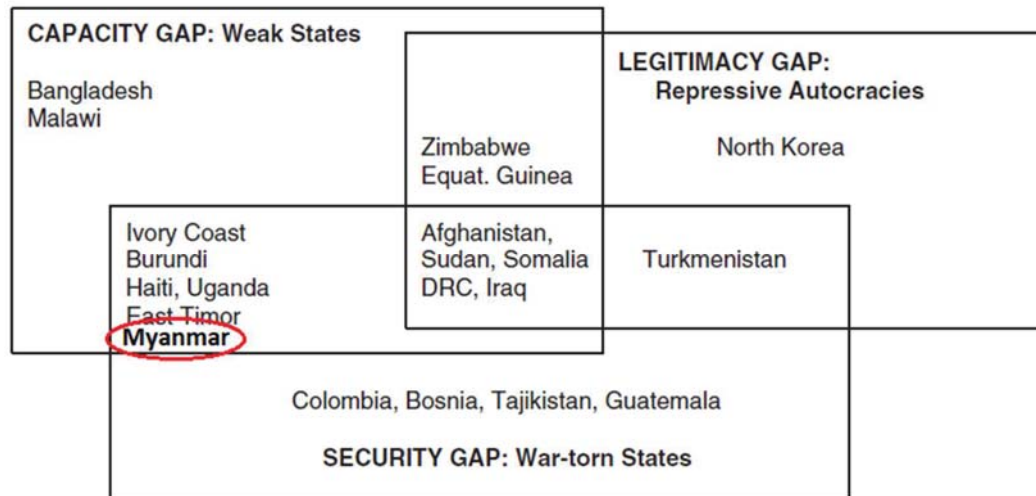 CAPACITY GAP: Weak States
Bangladesh
Malawi
LEGITIMACY GAP:
Repressive Autocracies
North Korea
Zimbabwe
Equat. Guinea
Ivory Coast
Burundi
Haiti, Uganda
East Timor
Myanmar
Afghanistan,
Sudan, Somalia
DRC, Iraq
Turkmenistan
Colombia, Bosnia, Tajikistan, Guatemala
SECURITY GAP: War-torn States